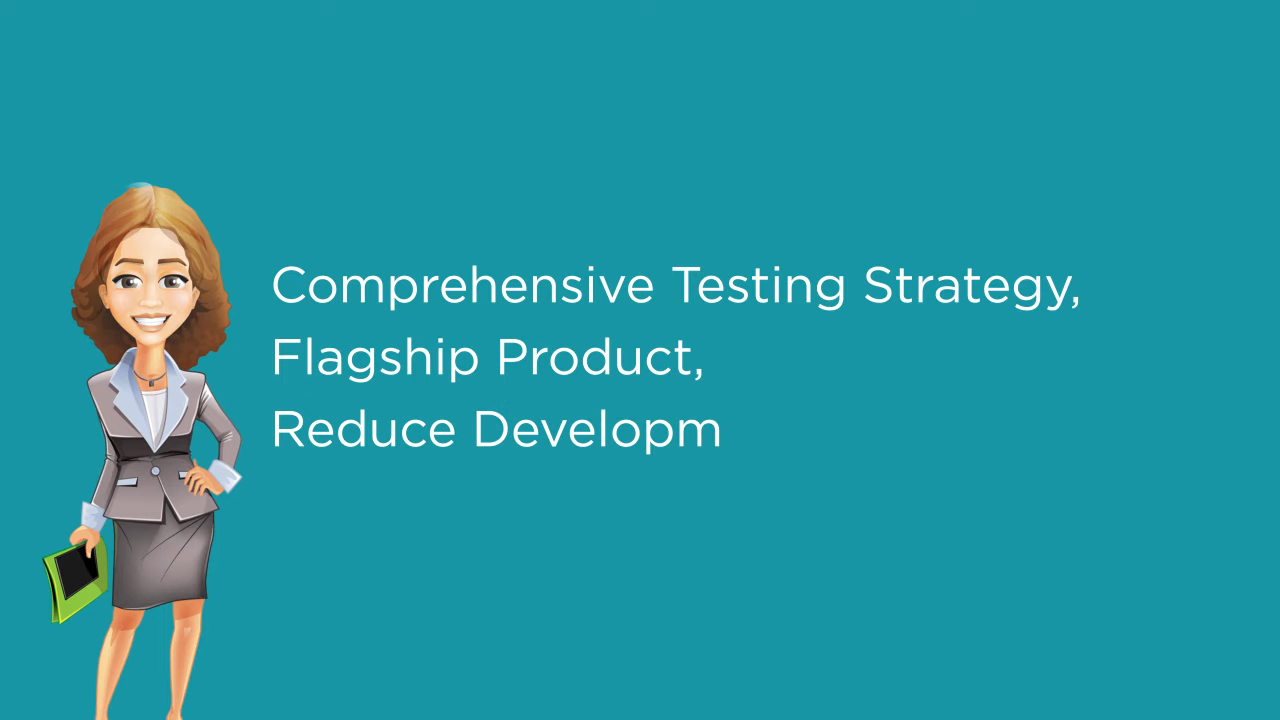 Comprehensive Testing Strategy,
Flagship Product,
Reduce Developm